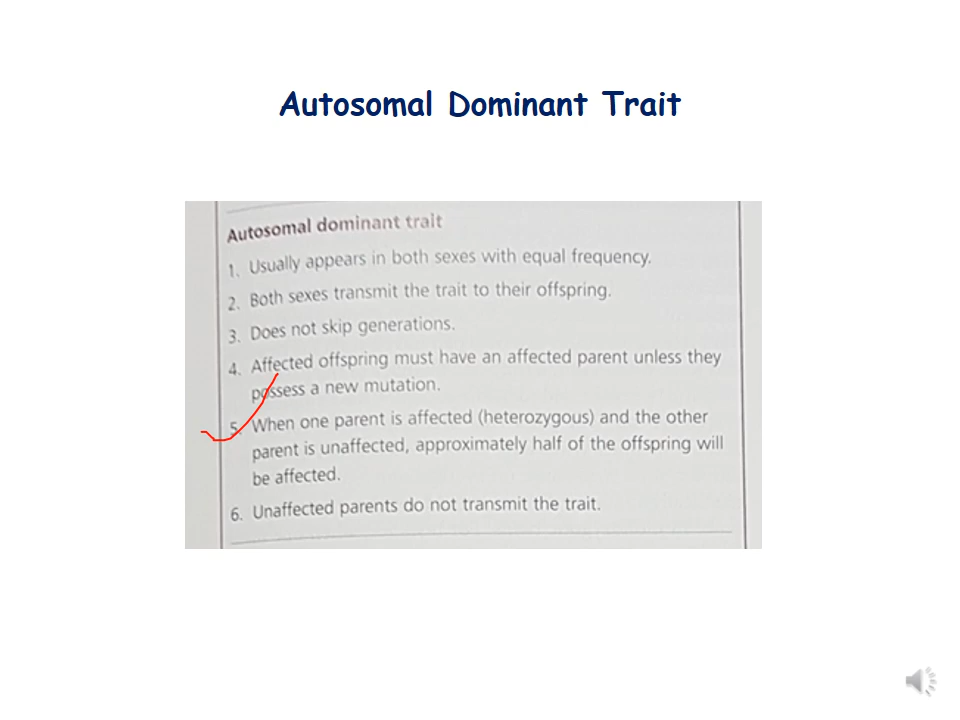 Autosomal Dominant Trait
Autosomal dominant trait
1. Usually appears in both sexes with equal frequency.
2. Both sexes transmit the trait to their offspring.
3. Does not skip generations.
4. Affected offspring must have an affected parent unless they
possess a new mutation.
5. When one parent is affected (heterozygous) and the other
parent is unaffected, approximately half of the offspring will
be affected.
6. Unaffected parents do not transmit the trait.